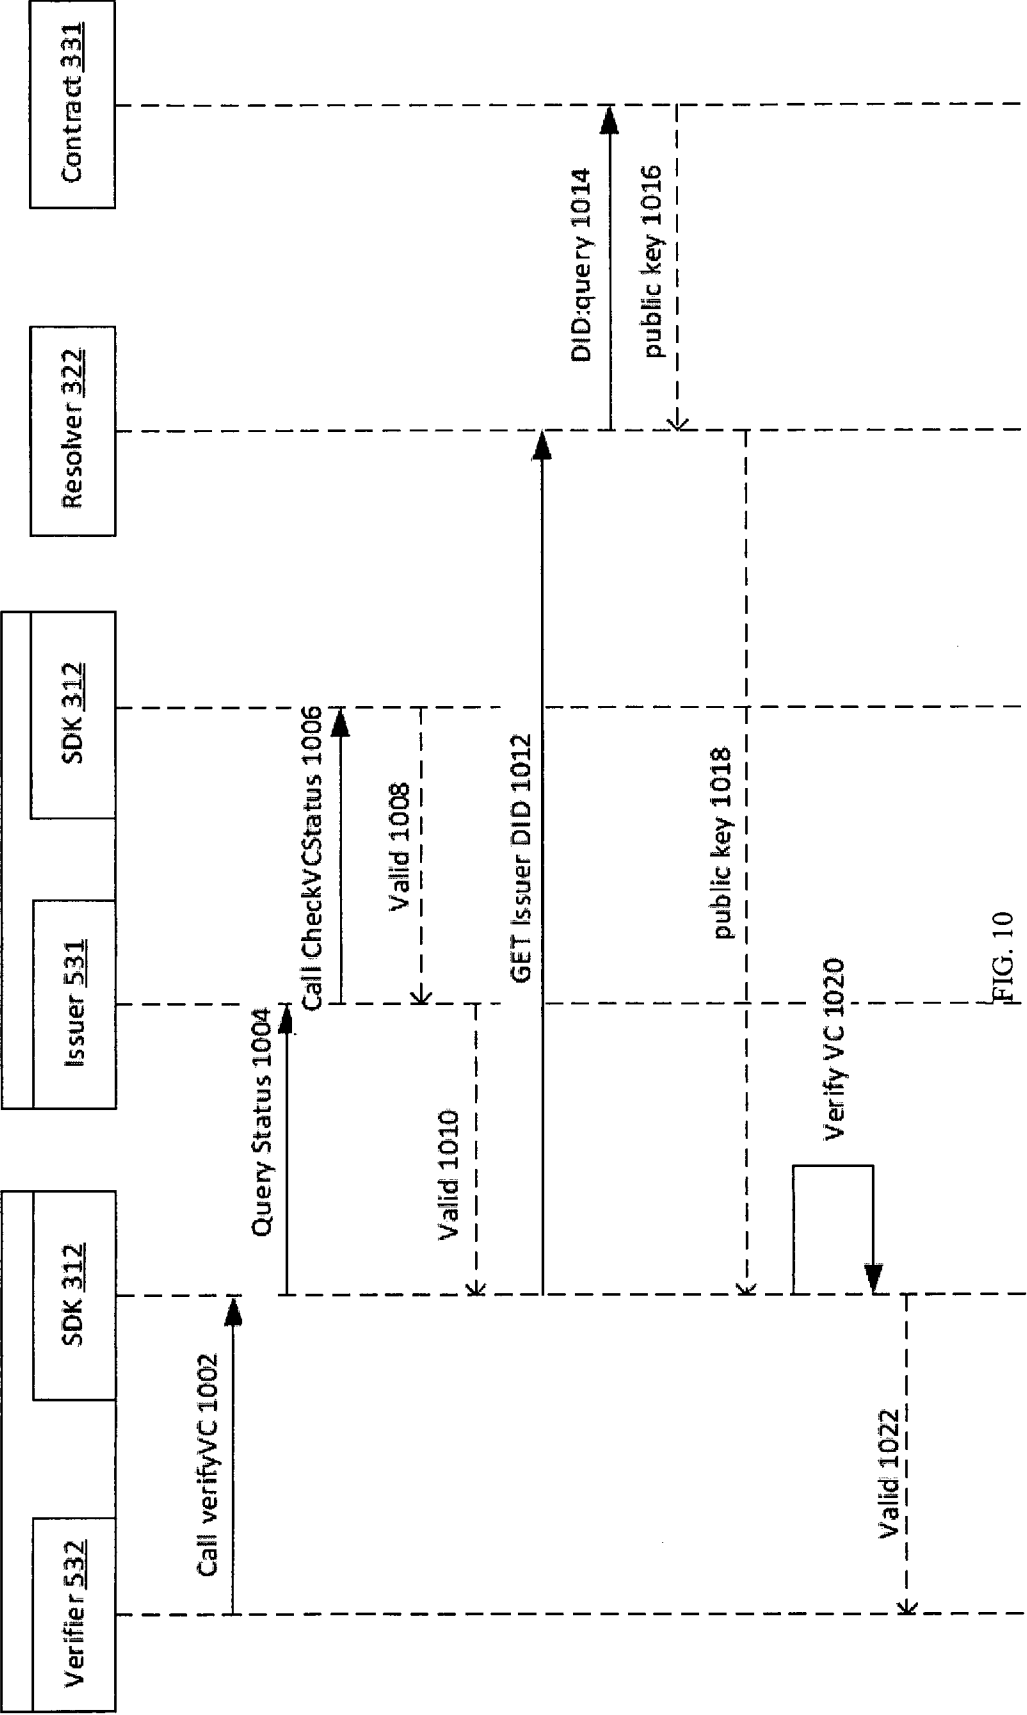 Verifier 532
SDK 312
Issuer 531
SDK 312
Resolver 322
Contract 331
Call verifyVC 1002
Query Status 1004
Call CheckVCStatus 1006
Valid 1008
Valid 1010
GET Issuer DID 1012
DID:query 1014
public key 1016
public key 1018
Verify VC 1020
Valid 1022
FIG. 10